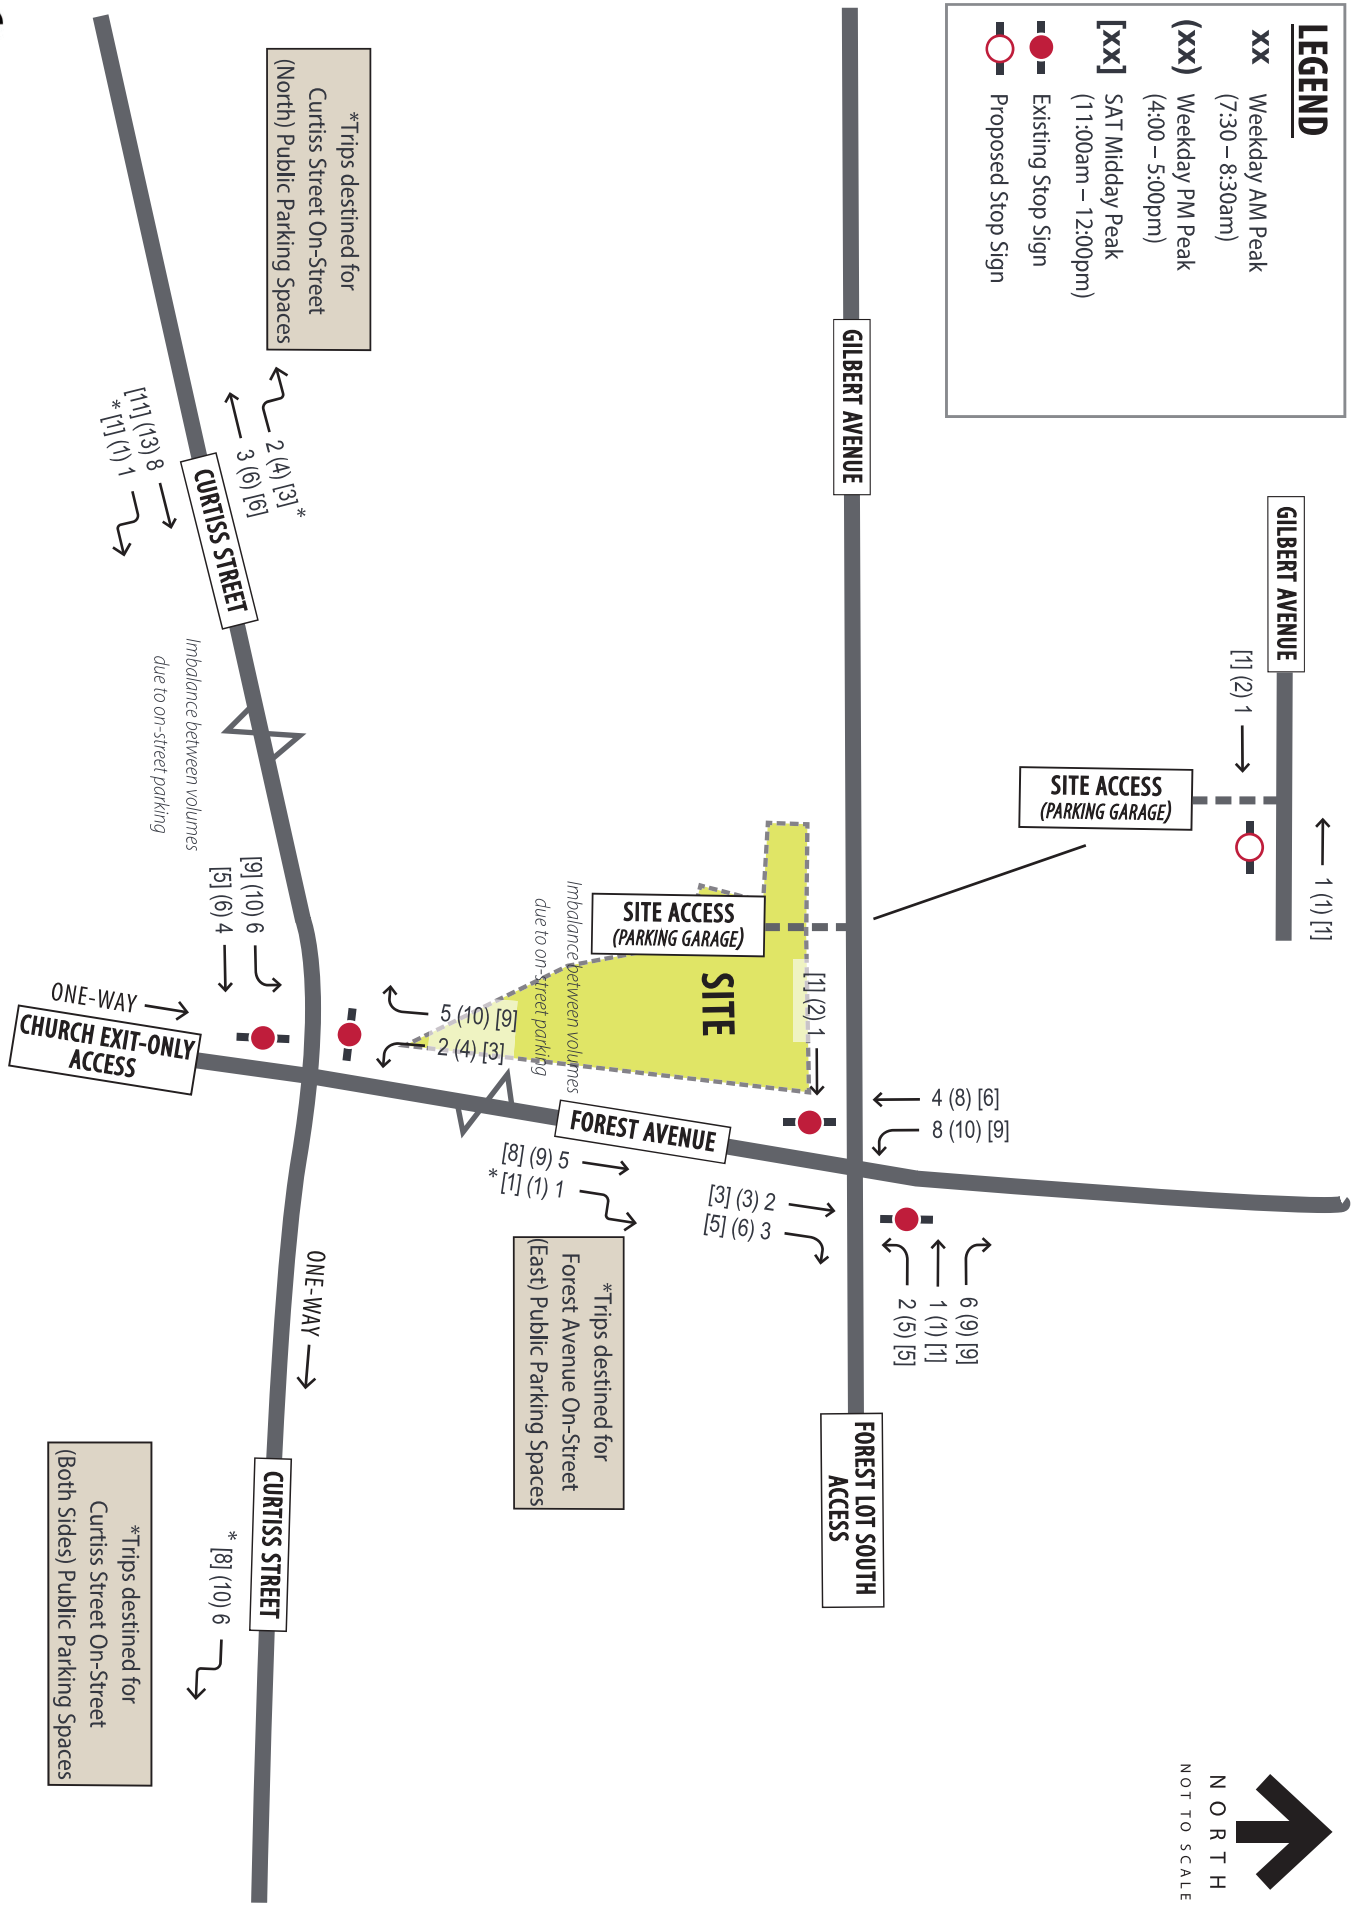 LEGEND
xx Weekday AM Peak
(7:30 – 8:30am)
(xx) Weekday PM Peak
(4:00 – 5:00pm)
[xx] SAT Midday Peak
(11:00am – 12:00pm)
Existing Stop Sign
Proposed Stop Sign
GILBERT AVENUE
[1] (2) 1
1 (1) [1]
SITE ACCESS
(PARKING GARAGE)
NORTH
NOT TO SCALE
GILBERT AVENUE
SITE ACCESS
(PARKING GARAGE)
SITE
[1] (2) 1
4 (8) [6]
8 (10) [9]
6 (9) [9]
1 (1) [1]
2 (5) [5]
FOREST LOT SOUTH
ACCESS
[3] (3) 2
[5] (6) 3
FOREST AVENUE
[8] (9) 5
* [1] (1) 1
*Trips destined for
Forest Avenue On-Street
(East) Public Parking Spaces
Imbalance between volumes
due to on-street parking
5 (10) [9]
2 (4) [3]
*Trips destined for
Curtiss Street On-Street
(North) Public Parking Spaces
2 (4) [3] *
3 (6) [6]
CURTISS STREET
[11] (13) 8
* [1] (1) 1
Imbalance between volumes
due to on-street parking
[9] (10) 6
[5] (6) 4
ONE-WAY
CHURCH EXIT-ONLY
ACCESS
ONE-WAY
CURTISS STREET
* [8] (10) 6
*Trips destined for
Curtiss Street On-Street
(Both Sides) Public Parking Spaces